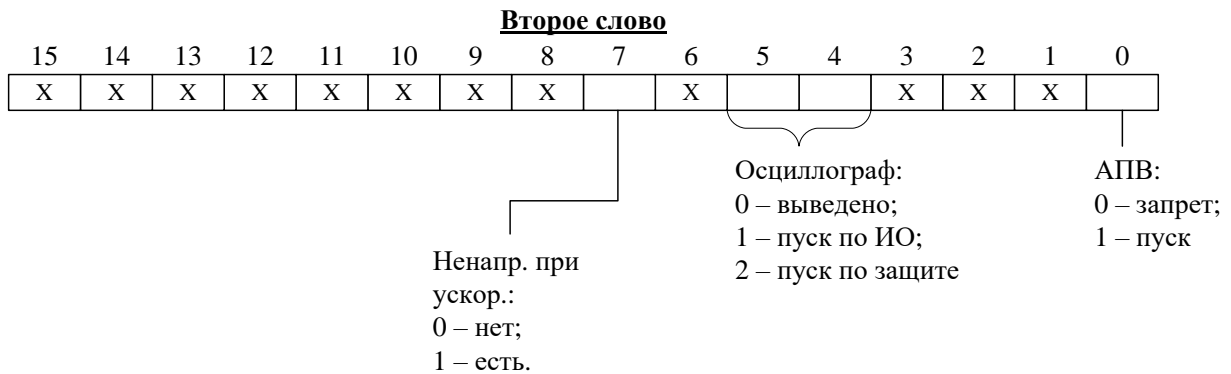 Второе слово
15 14 13 12 11 10 9 8 7 6 5 4 3 2 1 0
X X X X X X X X X X X X
Осциллограф:
0 – выведено;
1 – пуск по ИО;
2 – пуск по защите
АПВ:
0 – запрет;
1 – пуск
Ненапр. при
ускор.:
0 – нет;
1 – есть.